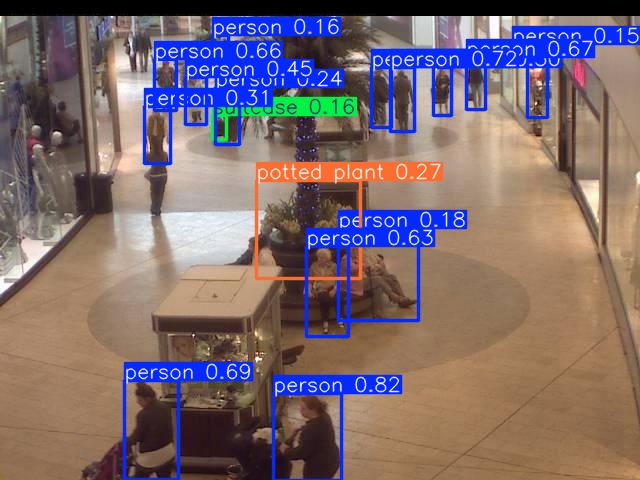 person 0.16
person 0.15
person 0.66
person 0.67
person 0.72
person 0.45
person 0.24
person 0.31
suitcase 0.16
potted plant 0.27
person 0.18
person 0.63
person 0.69
person 0.82